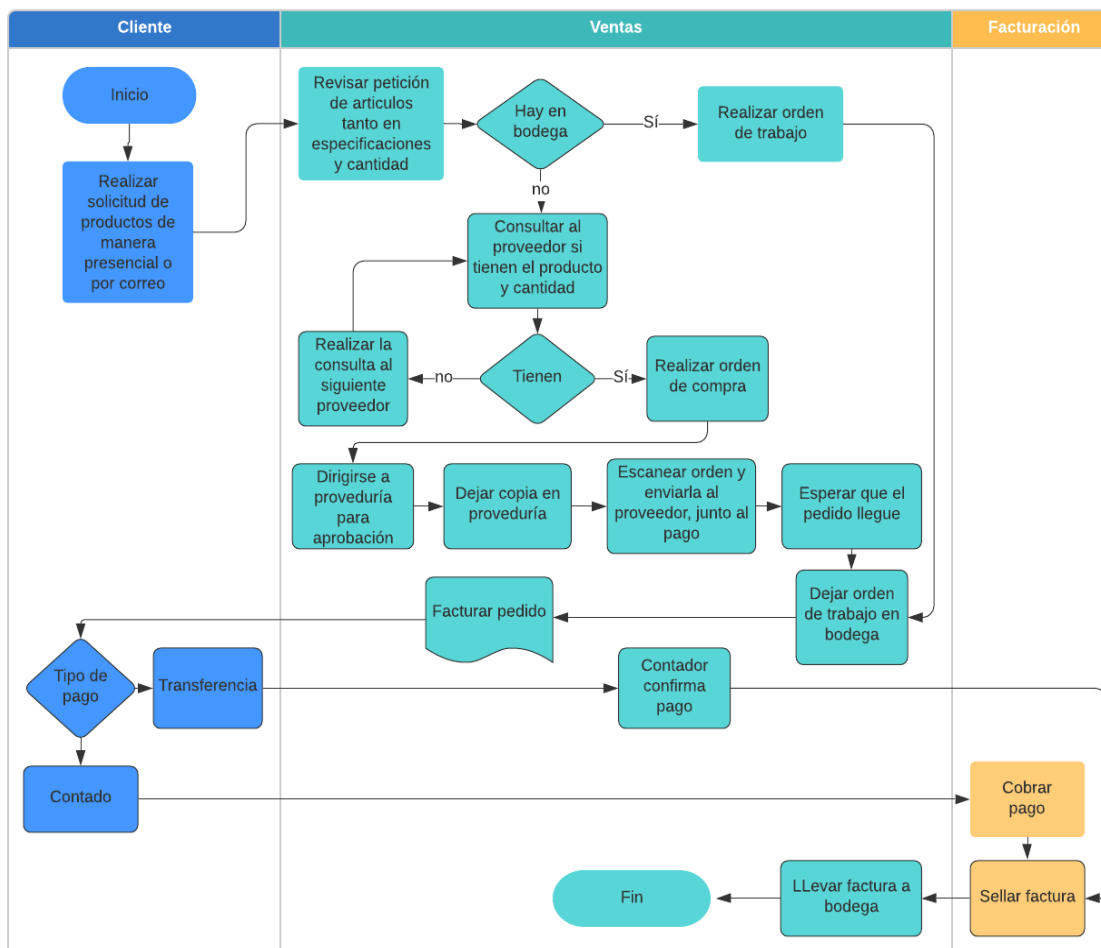 Cliente
Ventas
Facturación
Inicio
Realizar
solicitud de
productos de
manera
presencial o
por correo
Revisar petición
de articulos
tanto en
especificaciones
y cantidad
Hay en
bodega
Sí
Realizar orden
de trabajo
no
Consultar al
proveedor si
tienen el producto
y cantidad
Realizar la
consulta al
siguiente
proveedor
no
Tienen
Sí
Realizar orden
de compra
Dirigirse a
proveduría
para
aprobación
Dejar copia en
proveduría
Escanear orden y
enviarla al
proveedor, junto al
pago
Esperar que el
pedido llegue
Dejar orden
de trabajo en
bodega
Facturar pedido
Tipo de
pago
Transferencia
Contador
confirma
pago
Contado
Cobrar
pago
Sellar factura
LLevar factura a
bodega
Fin